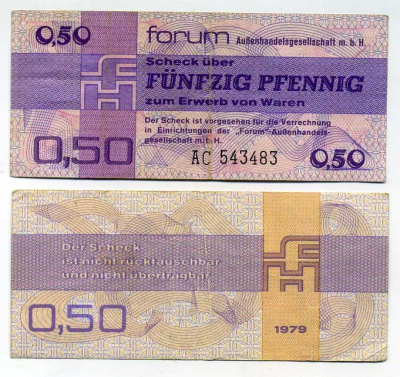 0,50
forum Außenhandelsgesellschaft m. b. H.
Scheck über
FÜNFZIG PFENNIG
zum Erwerb von Waren
Der Scheck ist vorgesehen für die Verrechnung
in Einrichtungen der „Forum“-Außenhandels-
gesellschaft m. b. H.
0,50
AC 543483
0,50
Der Scheck
ist nicht rücktauschbar
und nicht übertragbar
0,50
1979